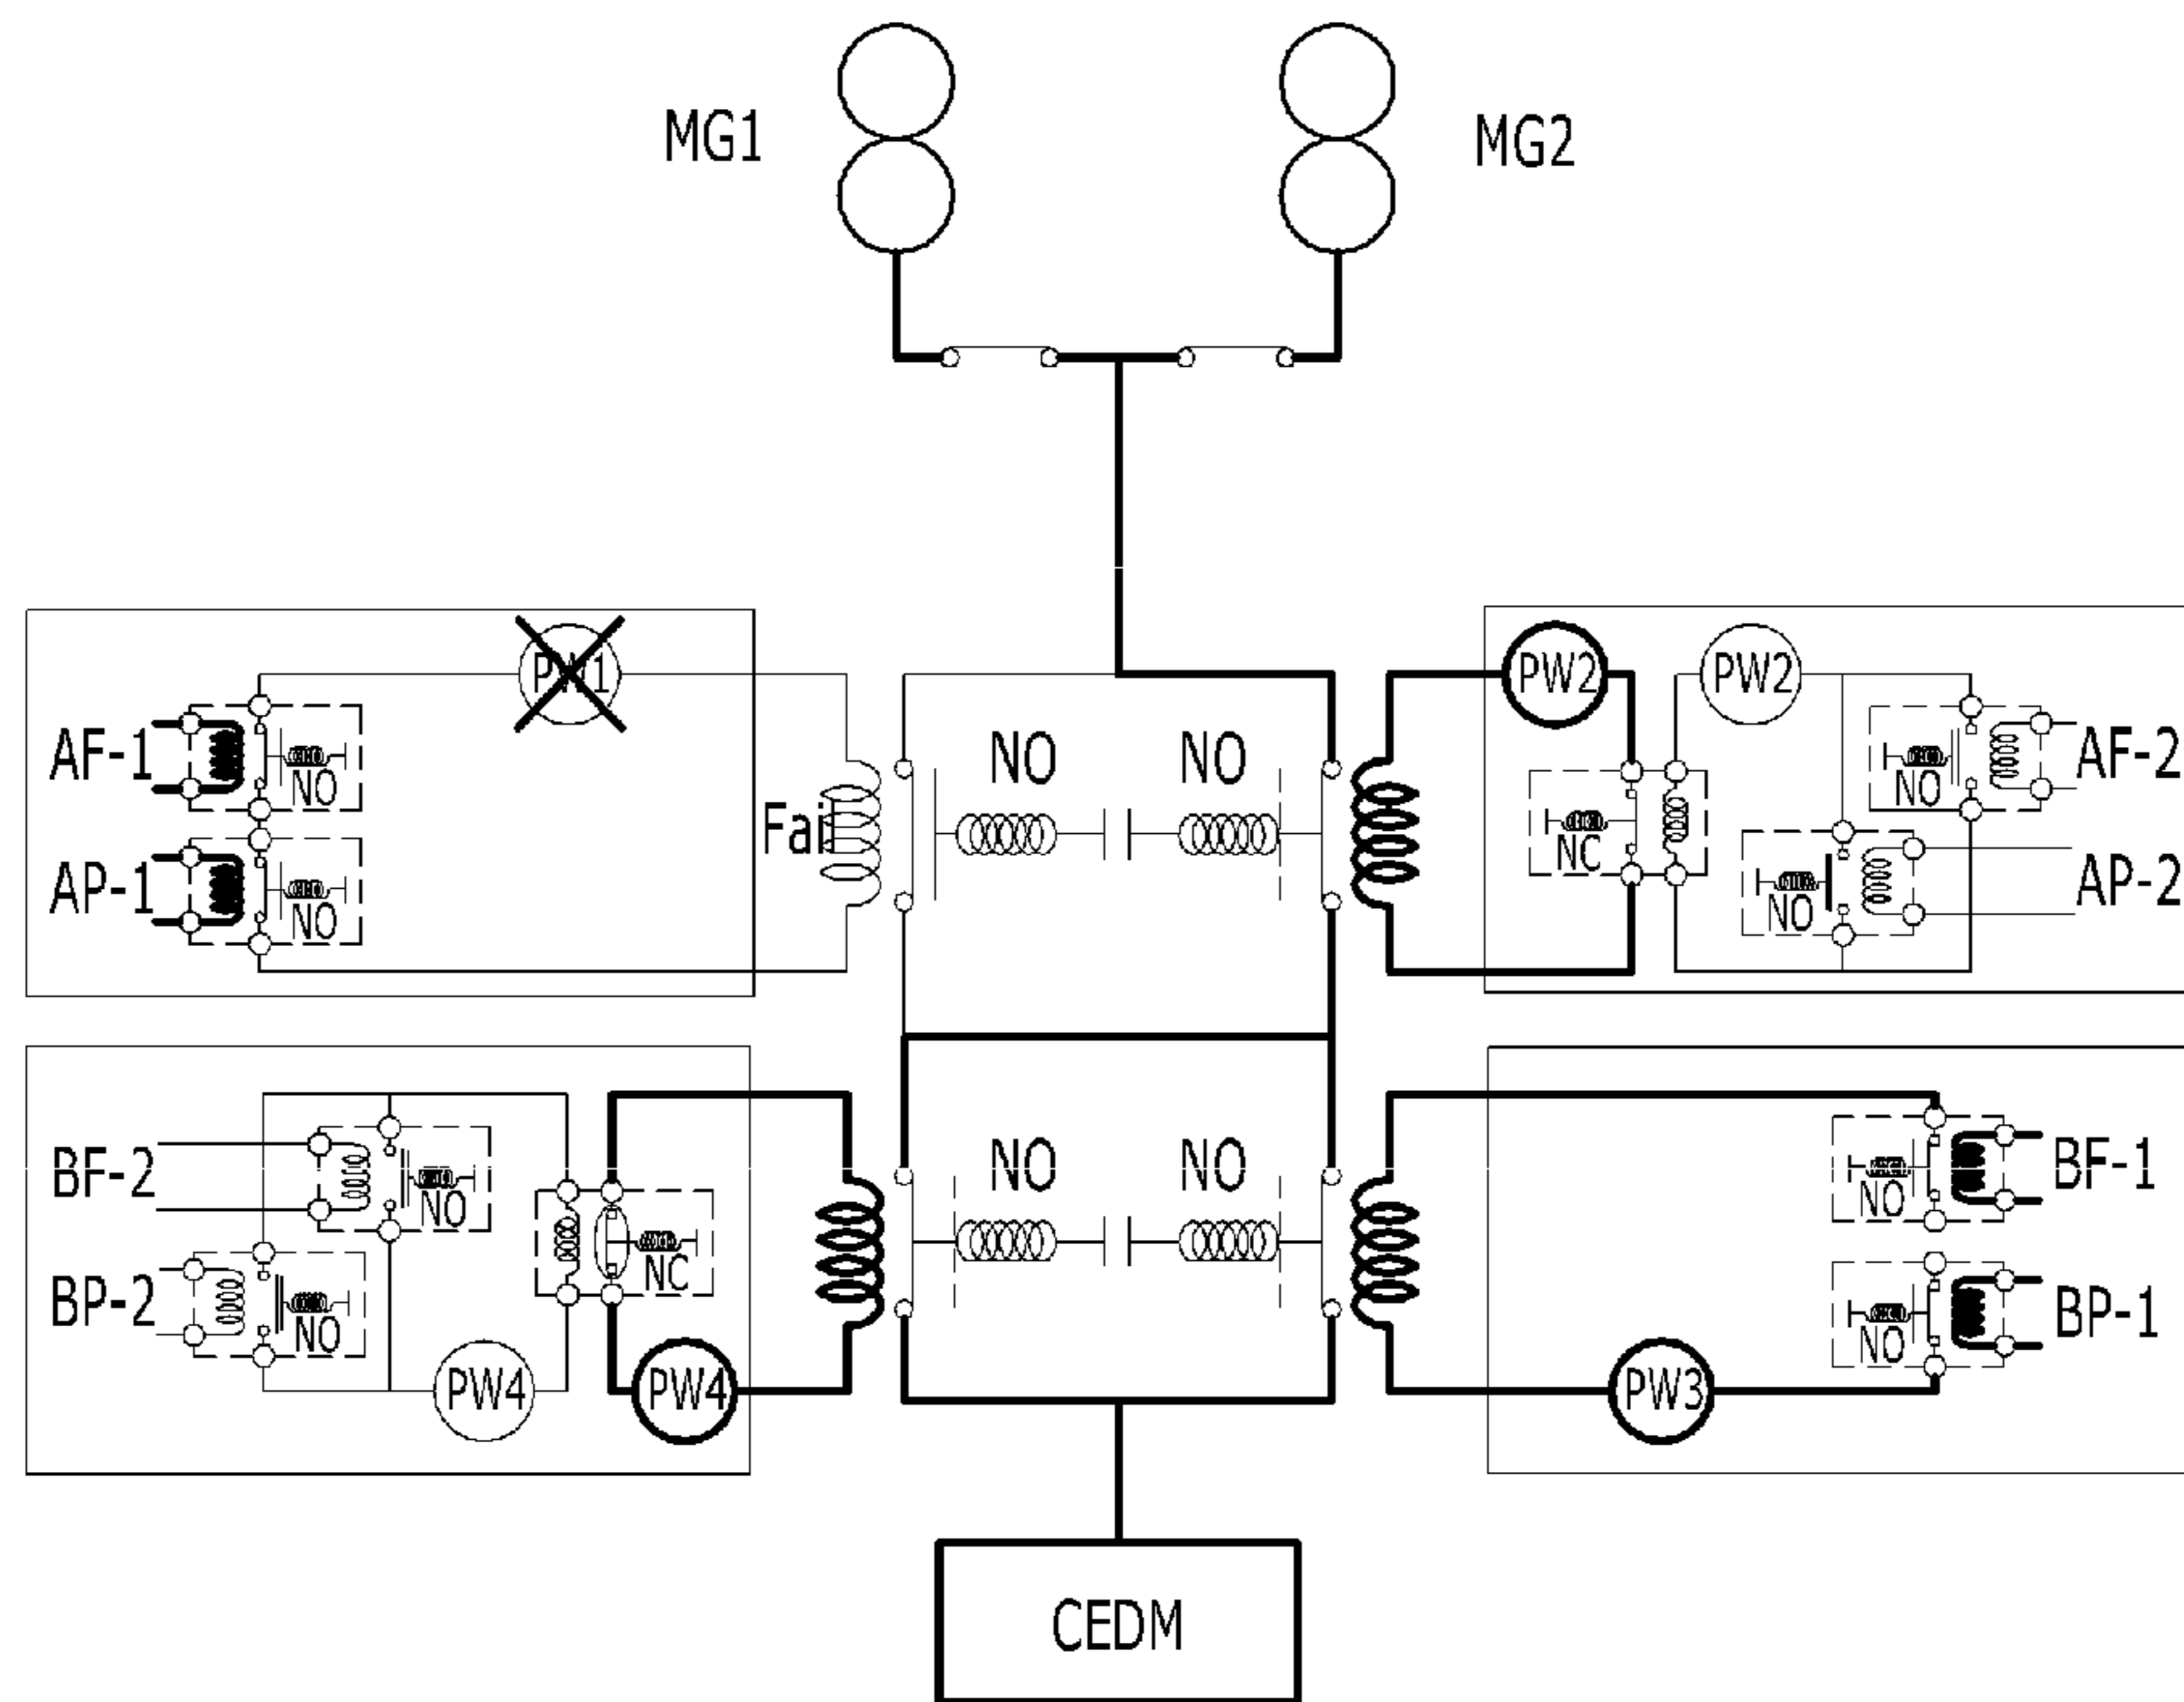 MG1
MG2
PW1
PW2
PW2
AF-1
NO
NO
NO
NO
AF-2
Fail
NC
AP-1
NO
NO
AP-2
BF-2
NO
NO
NO
NO
BF-1
BP-2
NO
NC
NO
BP-1
PW4
PW4
PW3
CEDM